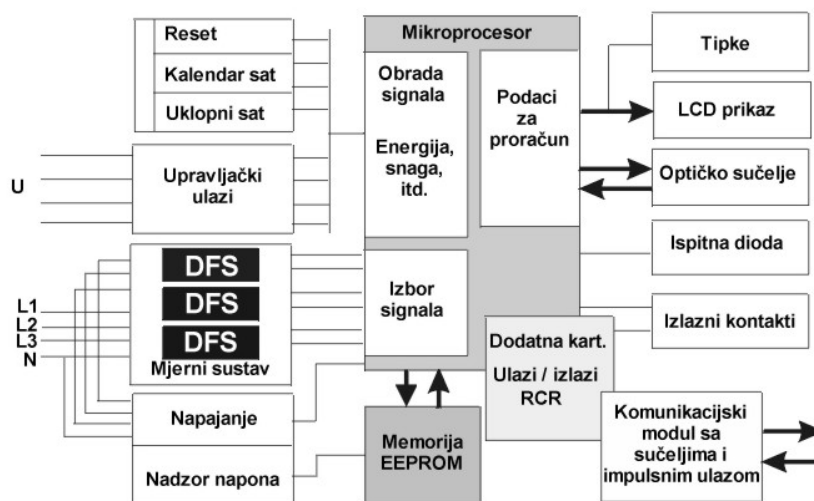 Reset
Kalendar sat
Uklopni sat
U
Upravljački
ulazi
DFS
DFS
DFS
Mjerni sustav
L1
L2
L3
N
Napajanje
Nadzor napona
Mikroprocesor
Obrada
signala
Energija,
snaga,
itd.
Podaci
za
proračun
Izbor
signala
Memorija
EEPROM
Dodatna kart.
Ulazi / izlazi
RCR
Tipke
LCD prikaz
Optičko sučelje
Ispitna dioda
Izlazni kontakti
Komunikacijski
modul sa
sučeljima i
impulsnim ulazom